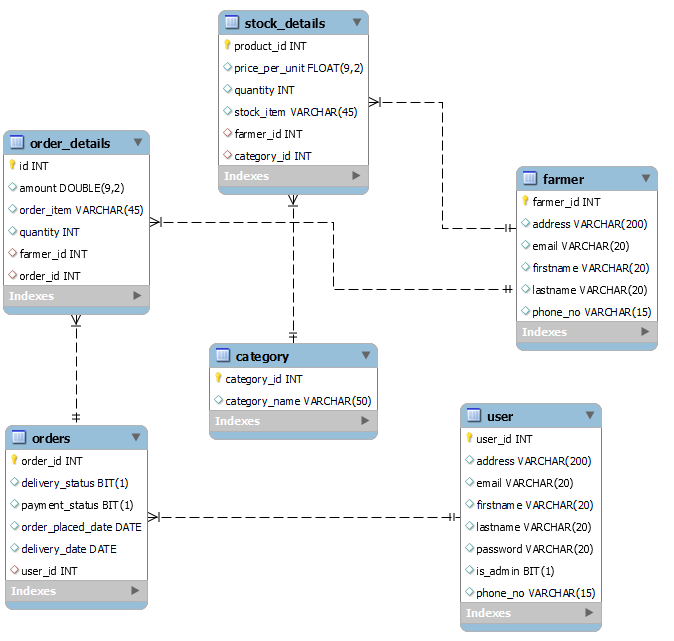 stock_details
product_id INT
price_per_unit FLOAT(9,2)
quantity INT
stock_item VARCHAR(45)
farmer_id INT
category_id INT
Indexes
order_details
id INT
amount DOUBLE(9,2)
order_item VARCHAR(45)
quantity INT
farmer_id INT
order_id INT
Indexes
farmer
farmer_id INT
address VARCHAR(200)
email VARCHAR(20)
firstname VARCHAR(20)
lastname VARCHAR(20)
phone_no VARCHAR(15)
Indexes
category
category_id INT
category_name VARCHAR(50)
Indexes
orders
order_id INT
delivery_status BIT(1)
payment_status BIT(1)
order_placed_date DATE
delivery_date DATE
user_id INT
Indexes
user
user_id INT
address VARCHAR(200)
email VARCHAR(20)
firstname VARCHAR(20)
lastname VARCHAR(20)
password VARCHAR(20)
is_admin BIT(1)
phone_no VARCHAR(15)
Indexes